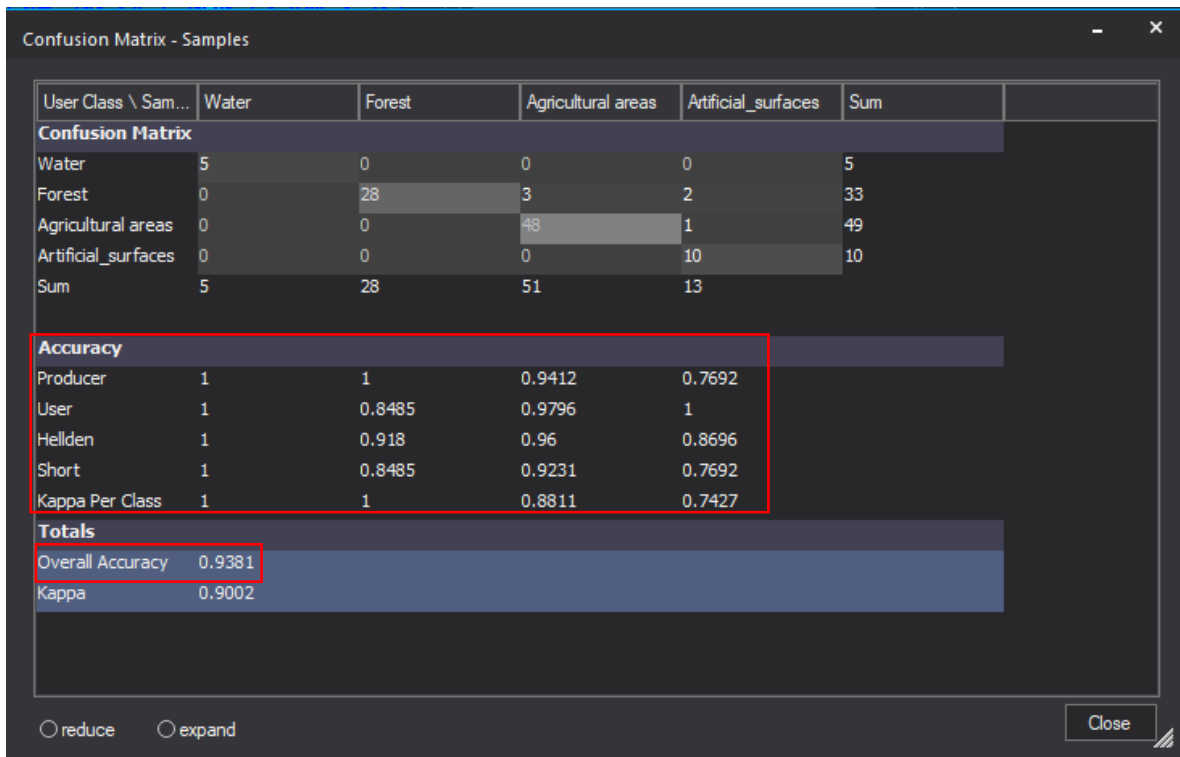 Confusion Matrix - Samples
User Class \ Sam... Water Forest Agricultural areas Artificial_surfaces Sum
Confusion Matrix
Water 5 0 0 0 5
Forest 0 28 3 2 33
Agricultural areas 0 0 48 1 49
Artificial_surfaces 0 0 0 10 10
Sum 5 28 51 13
Accuracy
Producer 1 1 0.9412 0.7692
User 1 0.8485 0.9796 1
Hellden 1 0.918 0.96 0.8696
Short 1 0.8485 0.9231 0.7692
Kappa Per Class 1 1 0.8811 0.7427
Totals
Overall Accuracy 0.9381
Kappa 0.9002
reduce expand Close